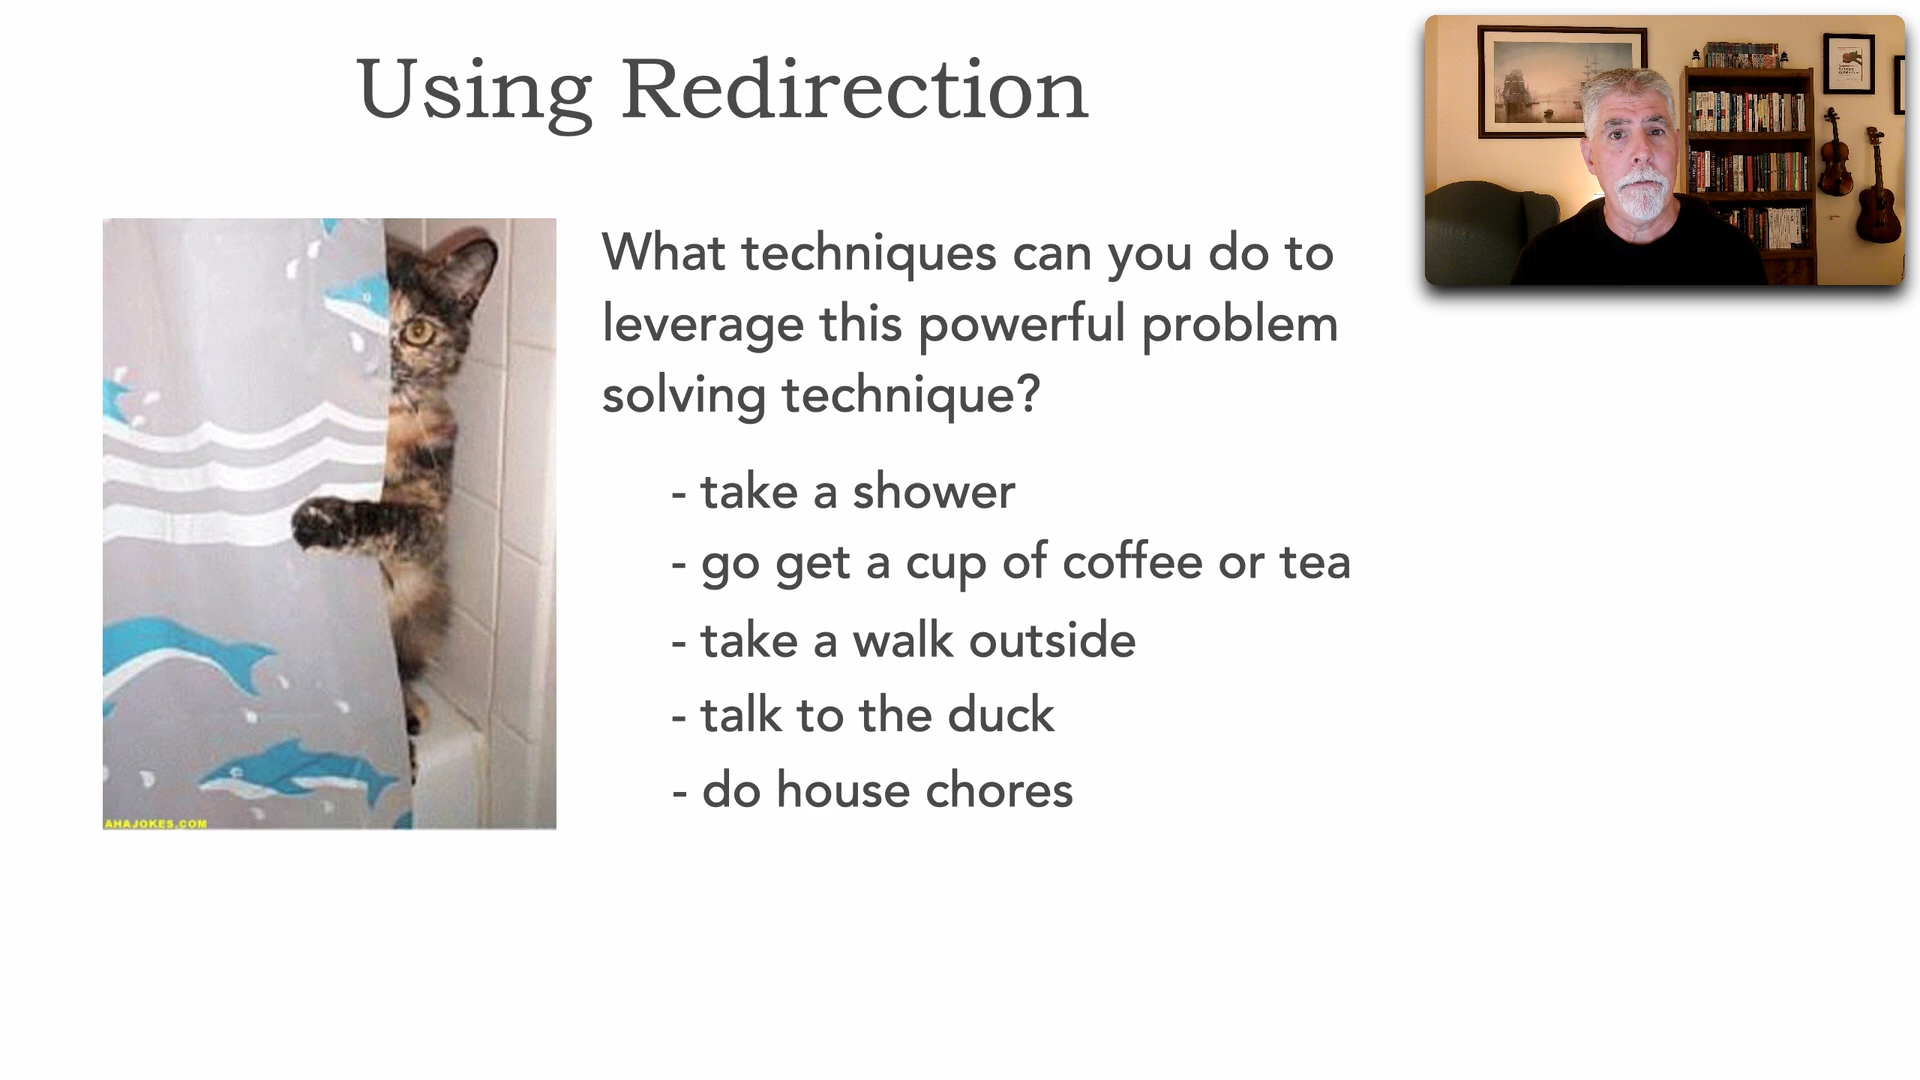 Using Redirection
What techniques can you do to
leverage this powerful problem
solving technique?
- take a shower
- go get a cup of coffee or tea
- take a walk outside
- talk to the duck
- do house chores
AHAJOKES.COM